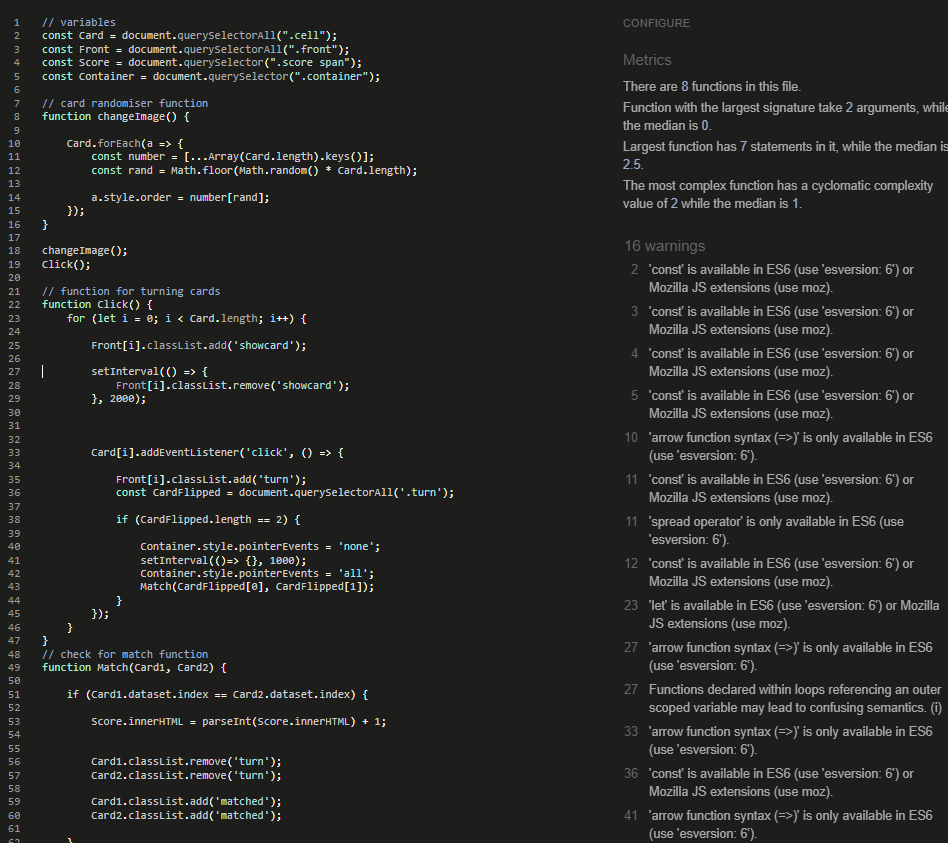 1 // variables
2 const Card = document.querySelectorAll(".cell");
3 const Front = document.querySelectorAll(".front");
4 const Score = document.querySelector(".score span");
5 const Container = document.querySelector(".container");
6
7 // card randomiser function
8 function changeImage() {
9
10 Card.forEach(a => {
11 const number = [...Array(Card.length).keys()];
12 const rand = Math.floor(Math.random() * Card.length);
13
14 a.style.order = number[rand];
15 });
16 }
17
18 changeImage();
19 Click();
20
21 // function for turning cards
22 function Click() {
23 for (let i = 0; i < Card.length; i++) {
24
25 Front[i].classList.add('showcard');
26
27 setInterval(() => {
28 Front[i].classList.remove('showcard');
29 }, 2000);
30
31
32
33 Card[i].addEventListener('click', () => {
34
35 Front[i].classList.add('turn');
36 const CardFlipped = document.querySelectorAll('.turn');
37
38 if (CardFlipped.length == 2) {
39
40 Container.style.pointerEvents = 'none';
41 setInterval(()=> {}, 1000);
42 Container.style.pointerEvents = 'all';
43 Match(CardFlipped[0], CardFlipped[1]);
44 }
45 });
46 }
47 }
48 // check for match function
49 function Match(Card1, Card2) {
50
51 if (Card1.dataset.index == Card2.dataset.index) {
52
53 Score.innerHTML = parseInt(Score.innerHTML) + 1;
54
55
56 Card1.classList.remove('turn');
57 Card2.classList.remove('turn');
58
59 Card1.classList.add('matched');
60 Card2.classList.add('matched');
61
62 }
CONFIGURE
Metrics
There are 8 functions in this file.
Function with the largest signature take 2 arguments, while
the median is 0.
Largest function has 7 statements in it, while the median is
2.5.
The most complex function has a cyclomatic complexity
value of 2 while the median is 1.
16 warnings
2 'const' is available in ES6 (use 'esversion: 6') or
Mozilla JS extensions (use moz).
3 'const' is available in ES6 (use 'esversion: 6') or
Mozilla JS extensions (use moz).
4 'const' is available in ES6 (use 'esversion: 6') or
Mozilla JS extensions (use moz).
5 'const' is available in ES6 (use 'esversion: 6') or
Mozilla JS extensions (use moz).
10 'arrow function syntax (=>)' is only available in ES6
(use 'esversion: 6').
11 'const' is available in ES6 (use 'esversion: 6') or
Mozilla JS extensions (use moz).
11 'spread operator' is only available in ES6 (use
'esversion: 6').
12 'const' is available in ES6 (use 'esversion: 6') or
Mozilla JS extensions (use moz).
23 'let' is available in ES6 (use 'esversion: 6') or Mozilla
JS extensions (use moz).
27 'arrow function syntax (=>)' is only available in ES6
(use 'esversion: 6').
27 Functions declared within loops referencing an outer
scoped variable may lead to confusing semantics. (i)
33 'arrow function syntax (=>)' is only available in ES6
(use 'esversion: 6').
36 'const' is available in ES6 (use 'esversion: 6') or
Mozilla JS extensions (use moz).
41 'arrow function syntax (=>)' is only available in ES6
(use 'esversion: 6').